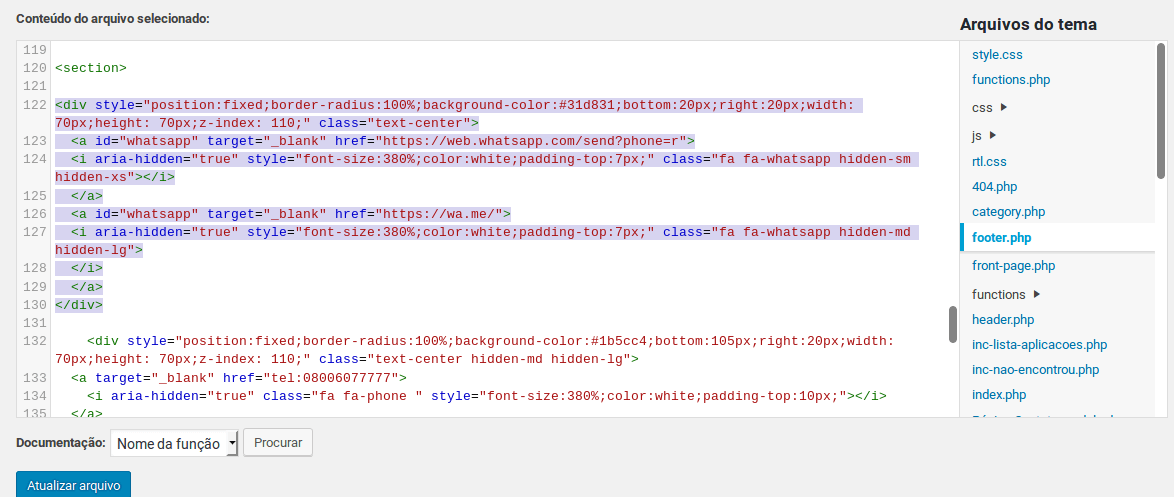 Conteúdo do arquivo selecionado:
Arquivos do tema
119
120 <section>
121
122 <div style="position:fixed;border-radius:100%;background-color:#31d831;bottom:20px;right:20px;width:
70px;height: 70px;z-index: 110;" class="text-center">
123 <a id="whatsapp" target="_blank" href="https://web.whatsapp.com/send?phone=r">
124 <i aria-hidden="true" style="font-size:380%;color:white;padding-top:7px;" class="fa fa-whatsapp hidden-sm
hidden-xs"></i>
125 </a>
126 <a id="whatsapp" target="_blank" href="https://wa.me/">
127 <i aria-hidden="true" style="font-size:380%;color:white;padding-top:7px;" class="fa fa-whatsapp hidden-md
hidden-lg">
128 </i>
129 </a>
130 </div>
131
132 <div style="position:fixed;border-radius:100%;background-color:#1b5cc4;bottom:105px;right:20px;width:
70px;height: 70px;z-index: 110;" class="text-center hidden-md hidden-lg">
133 <a target="_blank" href="tel:08006077777">
134 <i aria-hidden="true" class="fa fa-phone " style="font-size:380%;color:white;padding-top:10px;"></i>
135 </a>
style.css
functions.php
css
js
rtl.css
404.php
category.php
footer.php
front-page.php
functions
header.php
inc-lista-aplicacoes.php
inc-nao-encontrou.php
index.php
Documentação: Nome da função Procurar
Atualizar arquivo